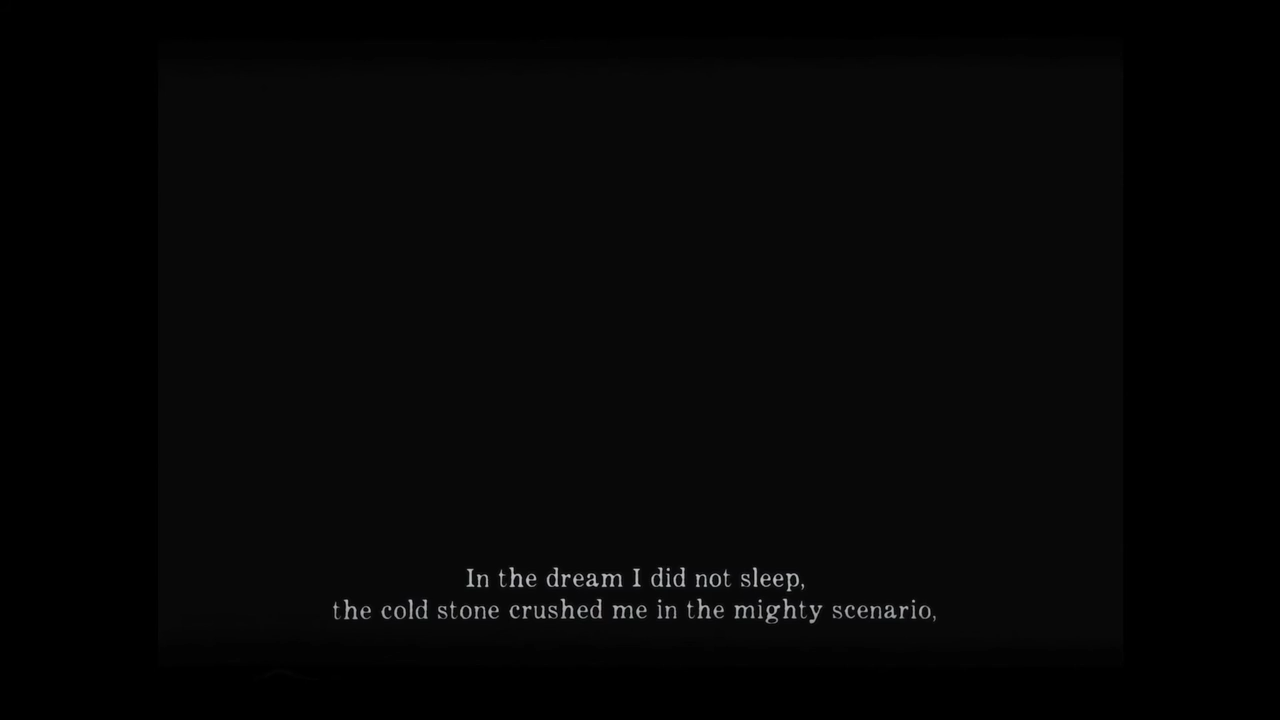 In the dream I did not sleep,
the cold stone crushed me in the mighty scenario,